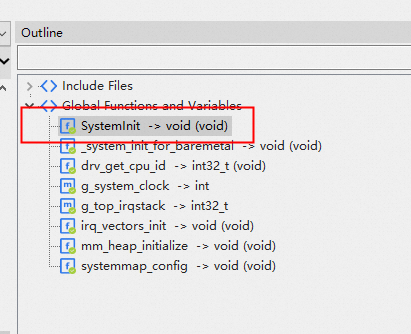 Outline
Include Files
Global Functions and Variables
SystemInit -> void (void)
_system_init_for_baremetal -> void (void)
drv_get_cpu_id -> int32_t (void)
g_system_clock -> int
g_top_irqstack -> int32_t
irq_vectors_init -> void (void)
mm_heap_initialize -> void (void)
systemmap_config -> void (void)